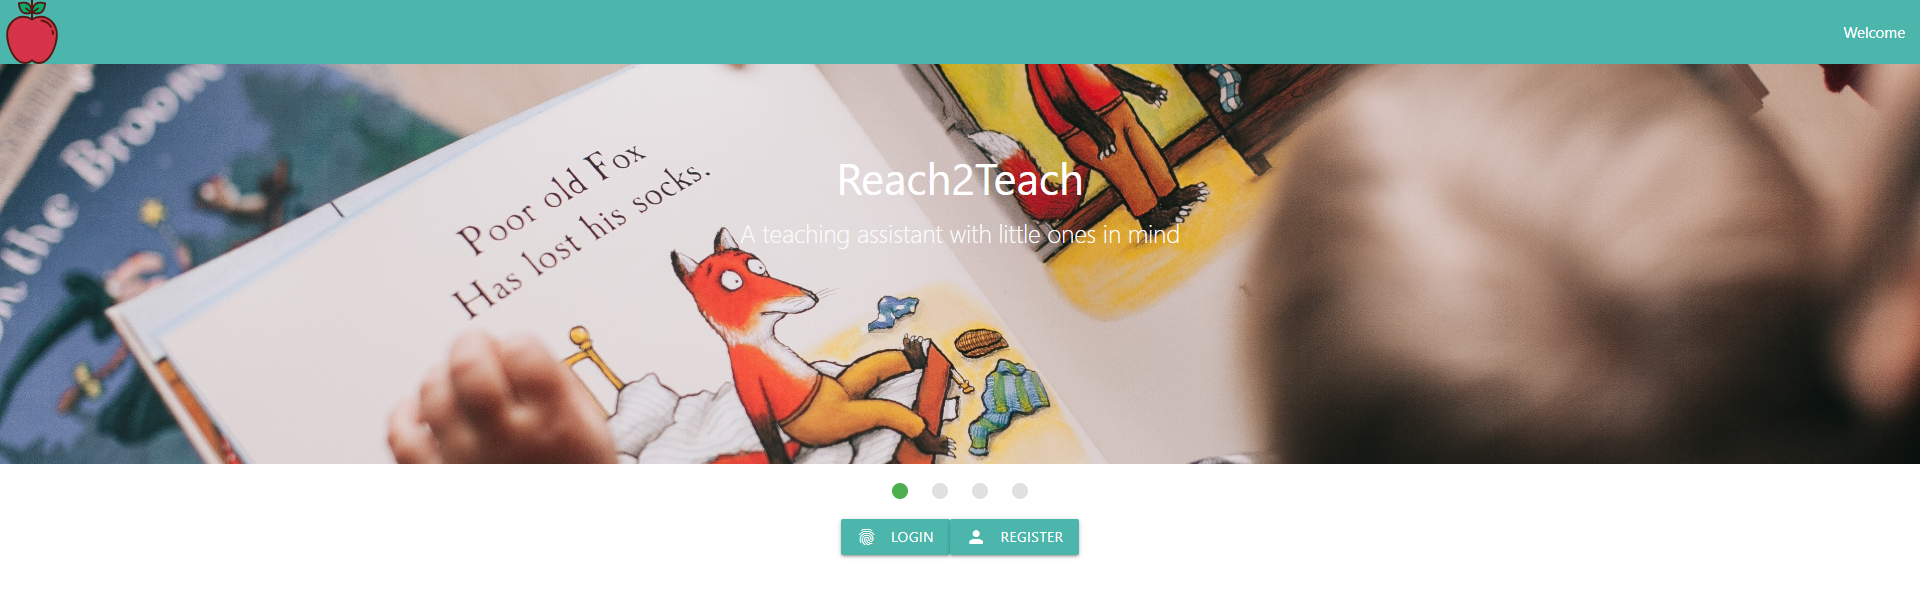 Welcome
on the Broom
Poor old Fox
Has lost his socks.
Reach2Teach
A teaching assistant with little ones in mind
LOGIN
REGISTER